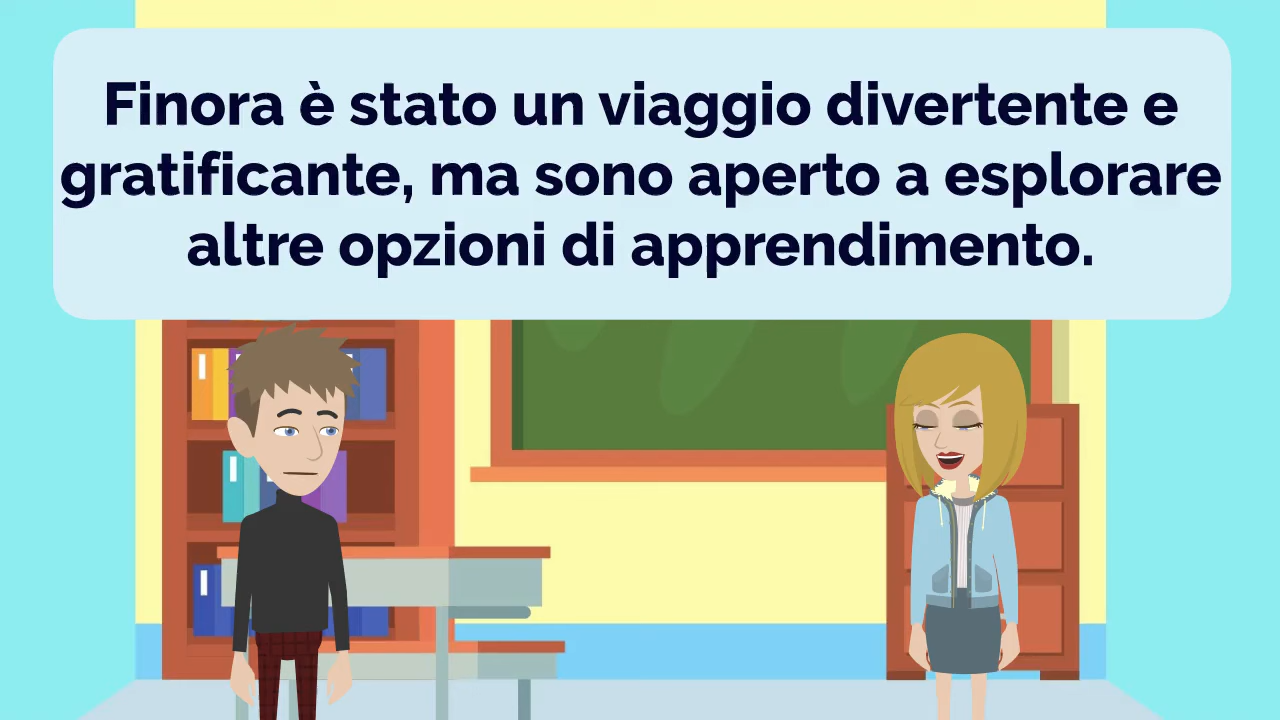 Finora è stato un viaggio divertente e
gratificante, ma sono aperto a esplorare
altre opzioni di apprendimento.